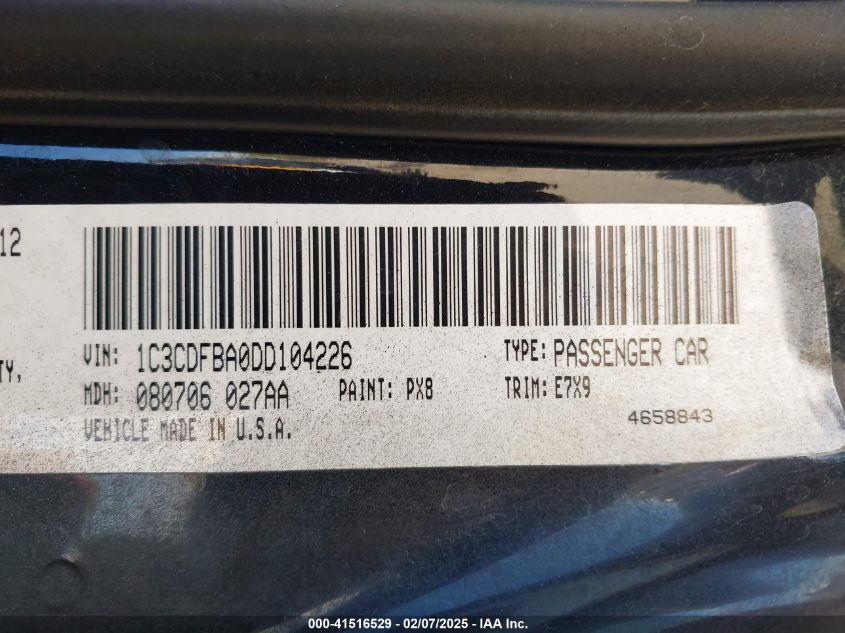 12
VIN: 1C3CDFBA0DD104226 TYPE: PASSENGER CAR
TY,
MDH: 080706 027AA PAINT: PX8 TRIM: E7X9
VEHICLE MADE IN U.S.A. 4658843
000-41516529 - 02/07/2025 - IAA Inc.